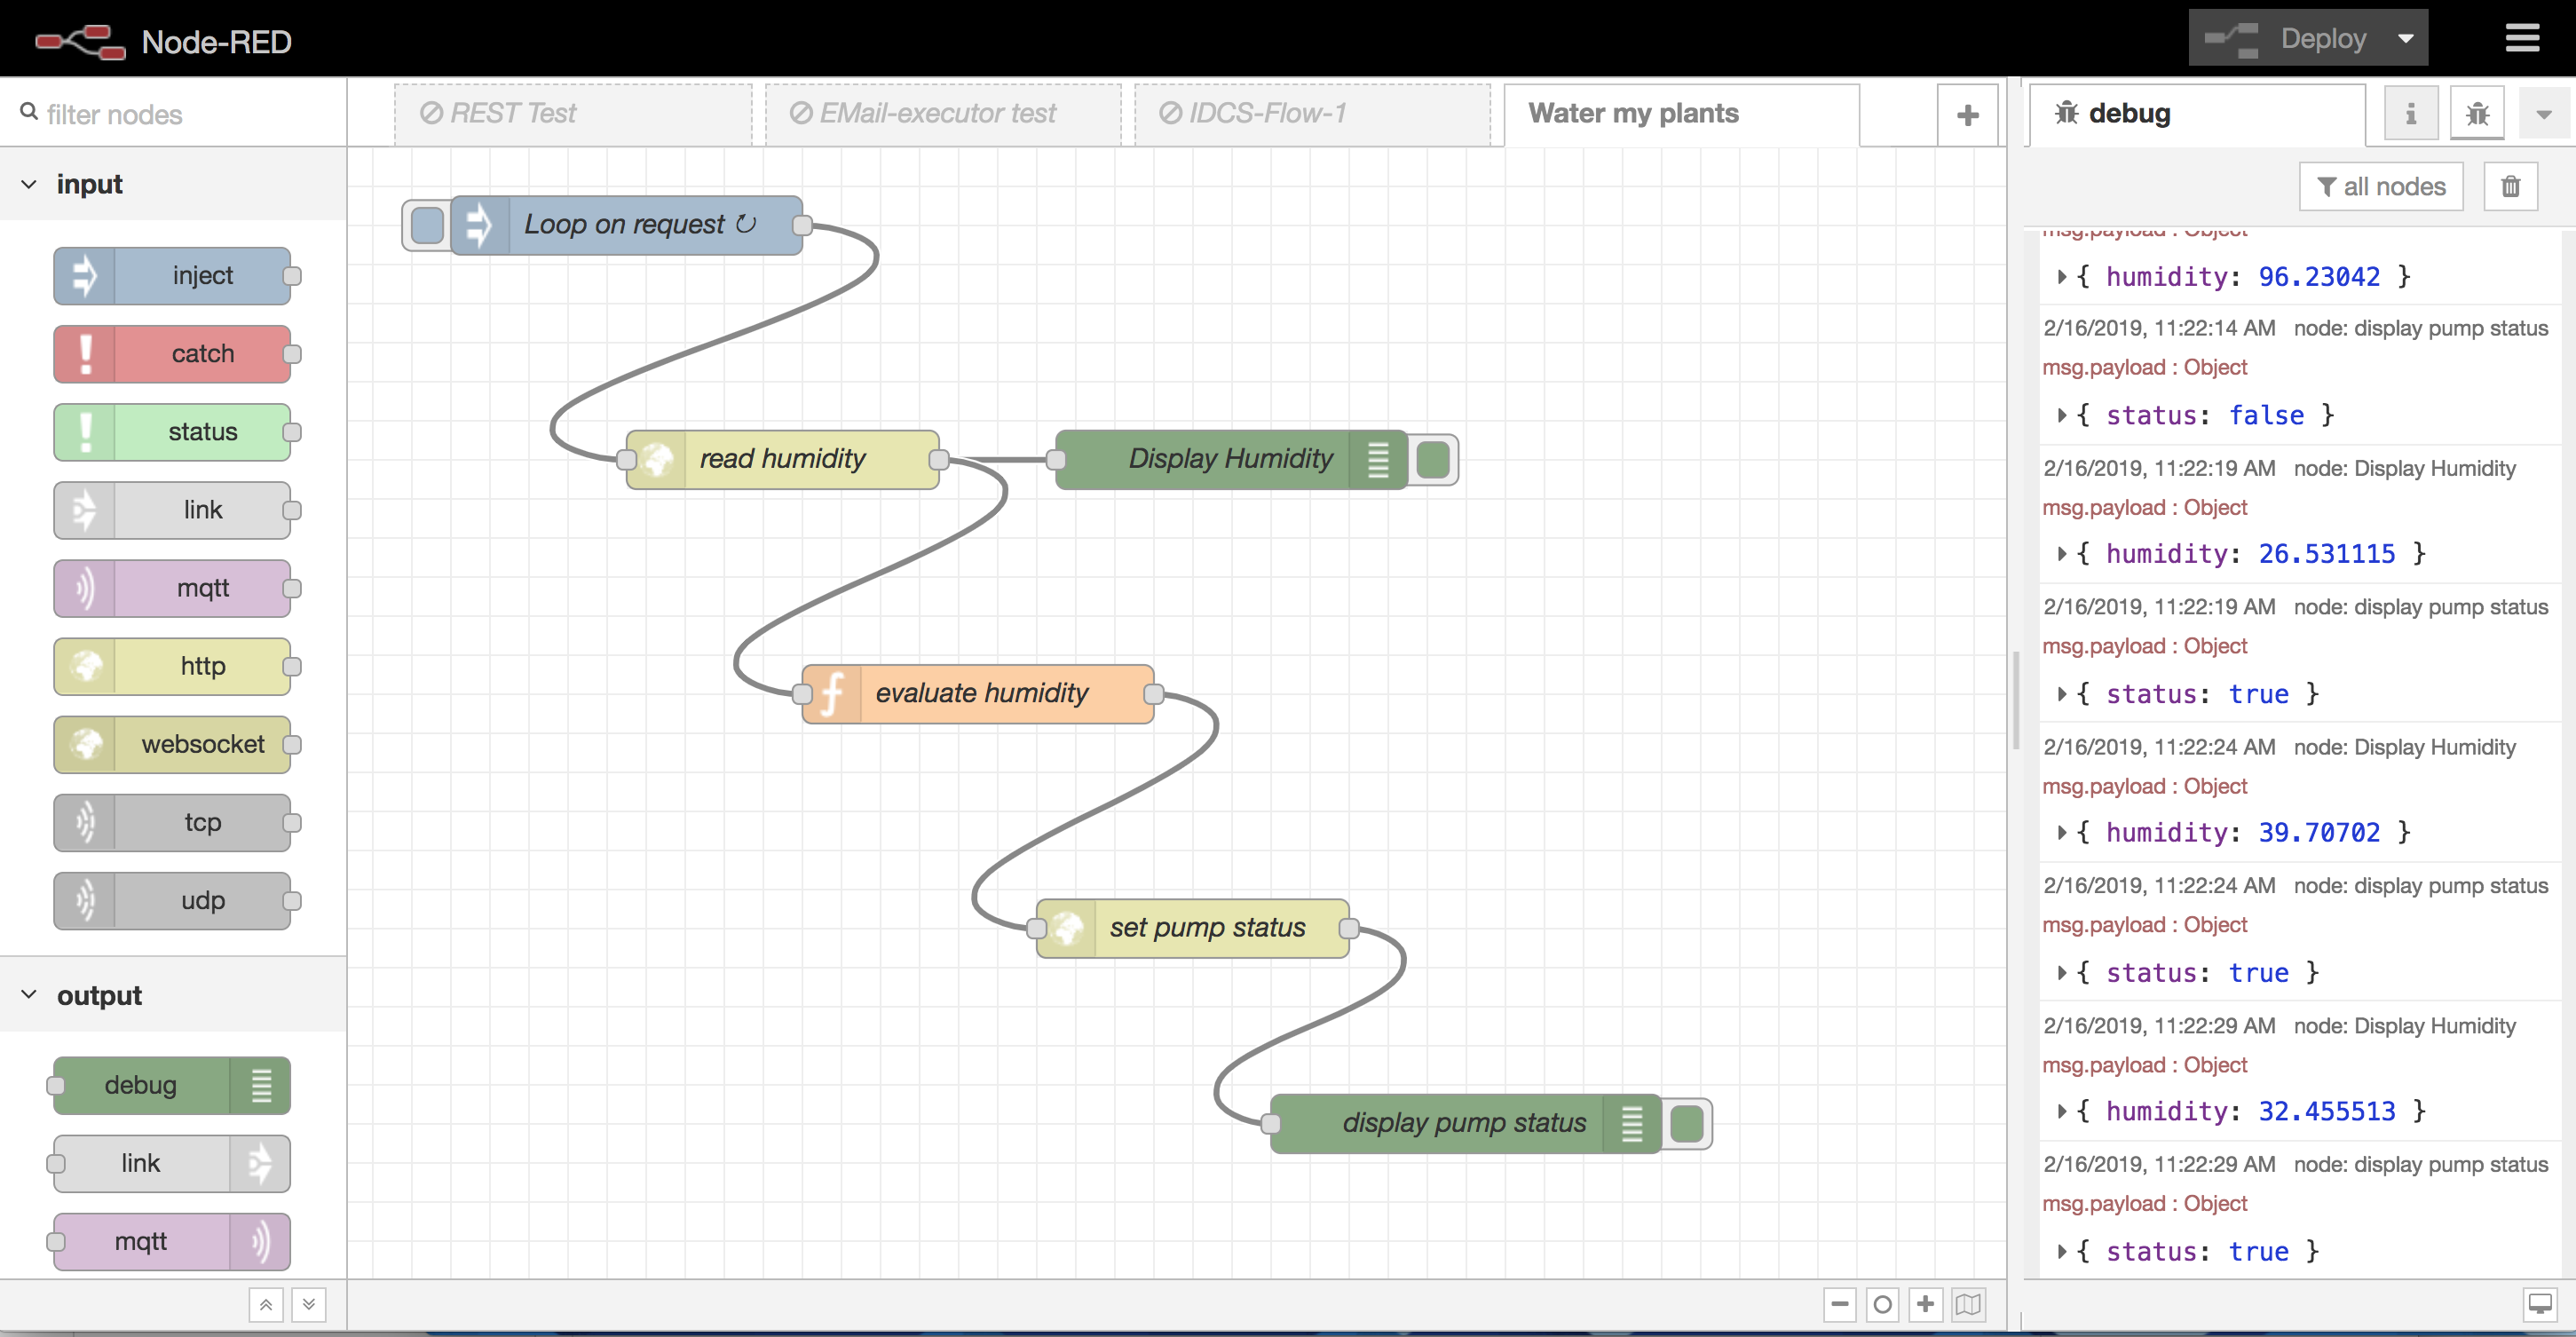 Node-RED
Deploy
filter nodes
REST Test
EMail-executor test
IDCS-Flow-1
Water my plants
debug
i
all nodes
input
inject
catch
status
link
mqtt
http
websocket
tcp
udp
output
debug
link
mqtt
Loop on request ↻
read humidity
Display Humidity
evaluate humidity
set pump status
display pump status
msg.payload : Object
{ humidity: 96.23042 }
2/16/2019, 11:22:14 AM node: display pump status
msg.payload : Object
{ status: false }
2/16/2019, 11:22:19 AM node: Display Humidity
msg.payload : Object
{ humidity: 26.531115 }
2/16/2019, 11:22:19 AM node: display pump status
msg.payload : Object
{ status: true }
2/16/2019, 11:22:24 AM node: Display Humidity
msg.payload : Object
{ humidity: 39.70702 }
2/16/2019, 11:22:24 AM node: display pump status
msg.payload : Object
{ status: true }
2/16/2019, 11:22:29 AM node: Display Humidity
msg.payload : Object
{ humidity: 32.455513 }
2/16/2019, 11:22:29 AM node: display pump status
msg.payload : Object
{ status: true }